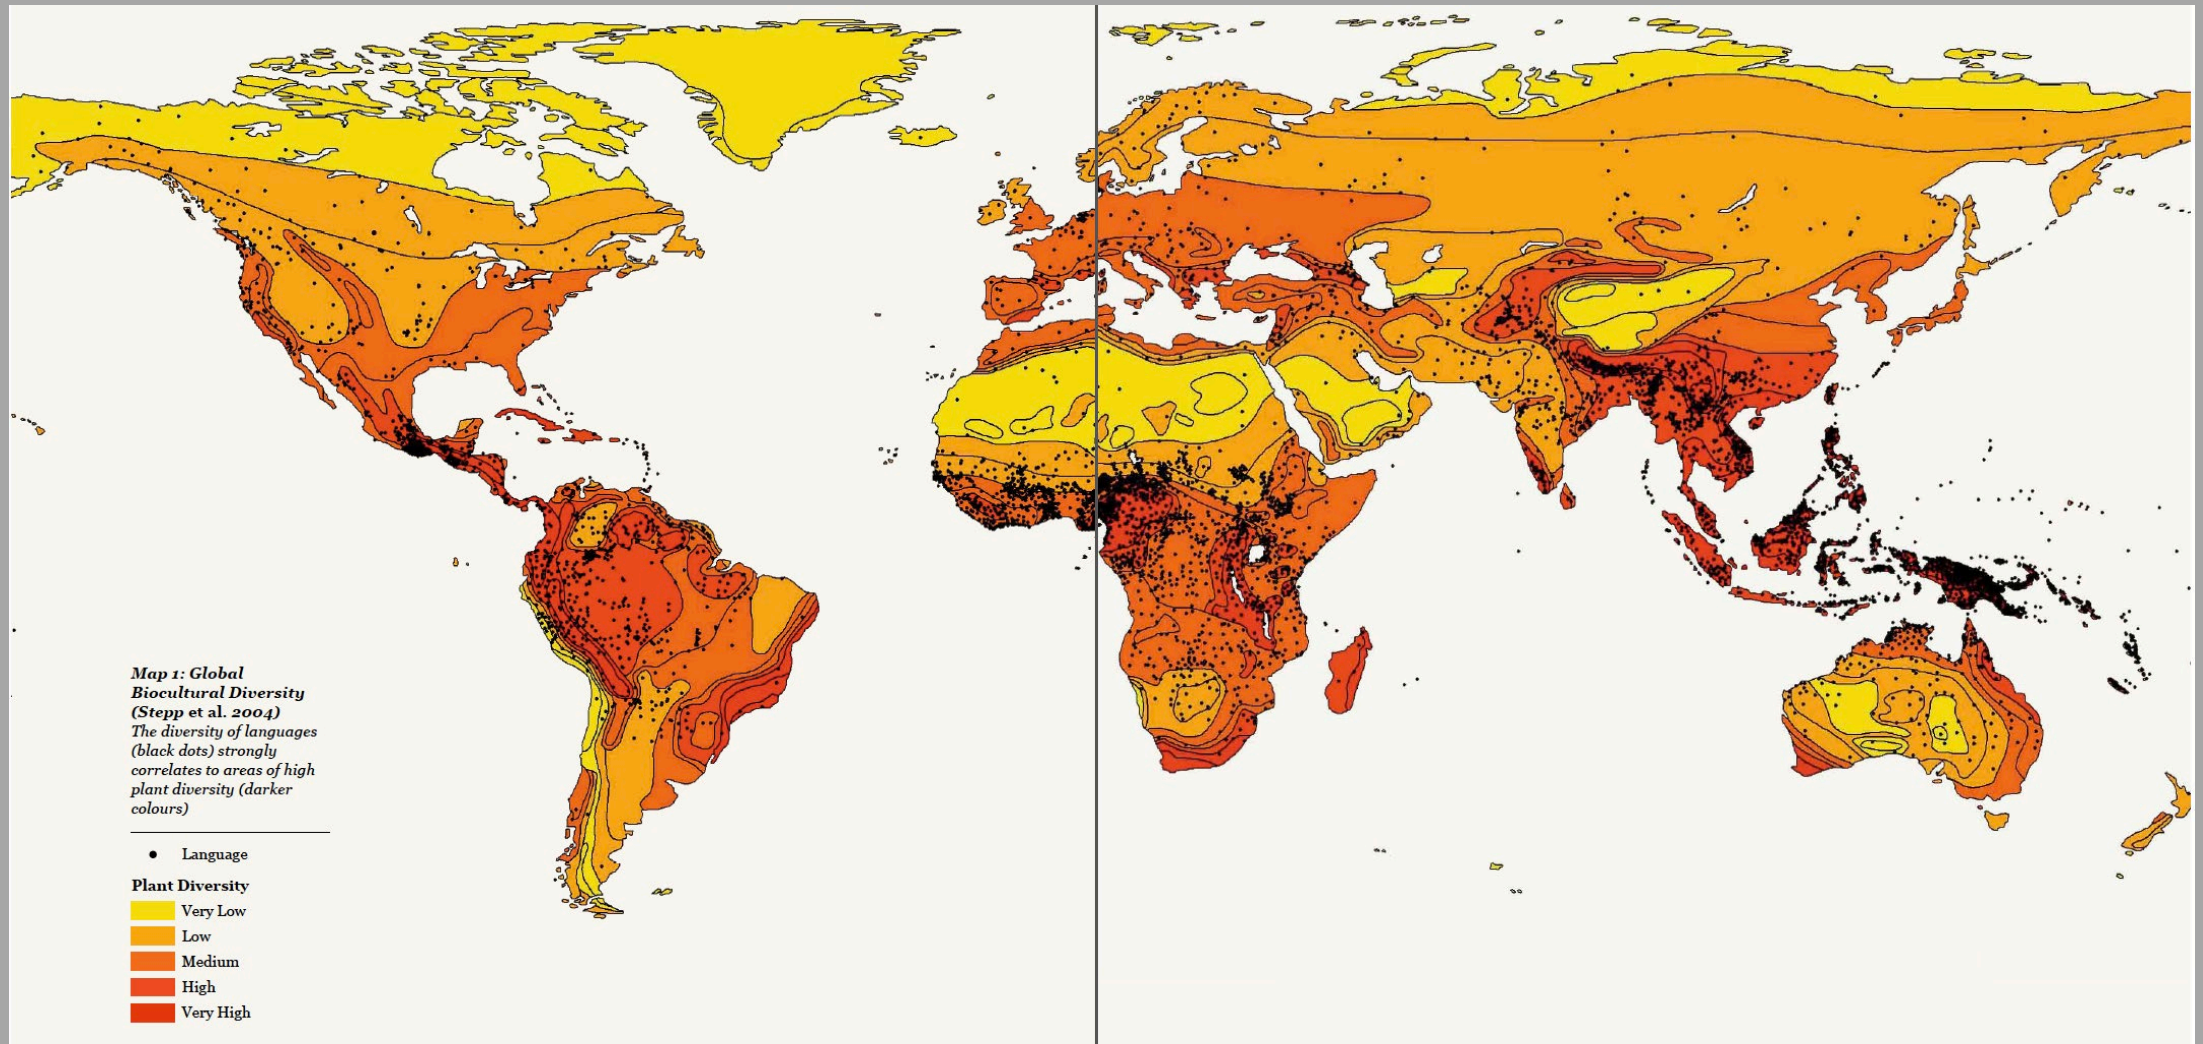 Map 1: Global
Biocultural Diversity
(Stepp et al. 2004)
The diversity of languages
(black dots) strongly
correlates to areas of high
plant diversity (darker
colours)
Language
Plant Diversity
Very Low
Low
Medium
High
Very High